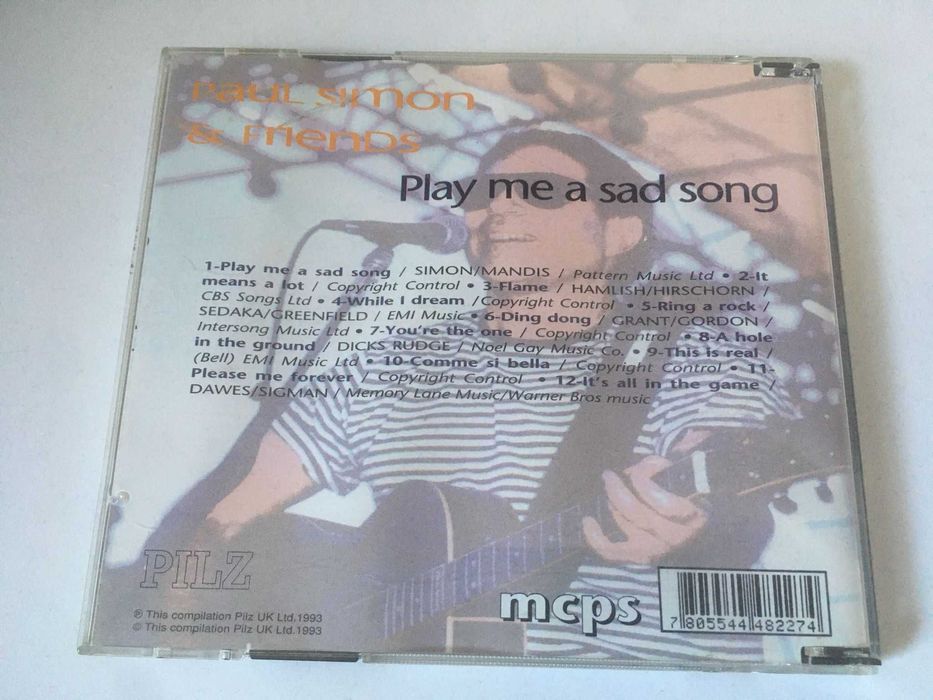 Paul Simon
& Friends
Play me a sad song
1-Play me a sad song / SIMON/MANDIS / Pattern Music Ltd • 2-It
means a lot / Copyright Control • 3-Flame / HAMLISH/HIRSCHORN /
CBS Songs Ltd • 4-While I dream /Copyright Control • 5-Ring a rock /
SEDAKA/GREENFIELD / EMI Music • 6-Ding dong / GRANT/GORDON /
Intersong Music Ltd • 7-You're the one / Copyright Control • 8-A hole
in the ground / DICKS RUDGE / Noel Gay Music Co. • 9-This is real /
(Bell) EMI Music Ltd • 10-Comme si bella / Copyright Control • 11-
Please me forever / Copyright Control • 12-It's all in the game /
DAWES/SIGMAN / Memory Lane Music/Warner Bros music
PILZ
℗ This compilation Pilz UK Ltd.1993
© This compilation Pilz UK Ltd.1993
mcps
7 805544 482274